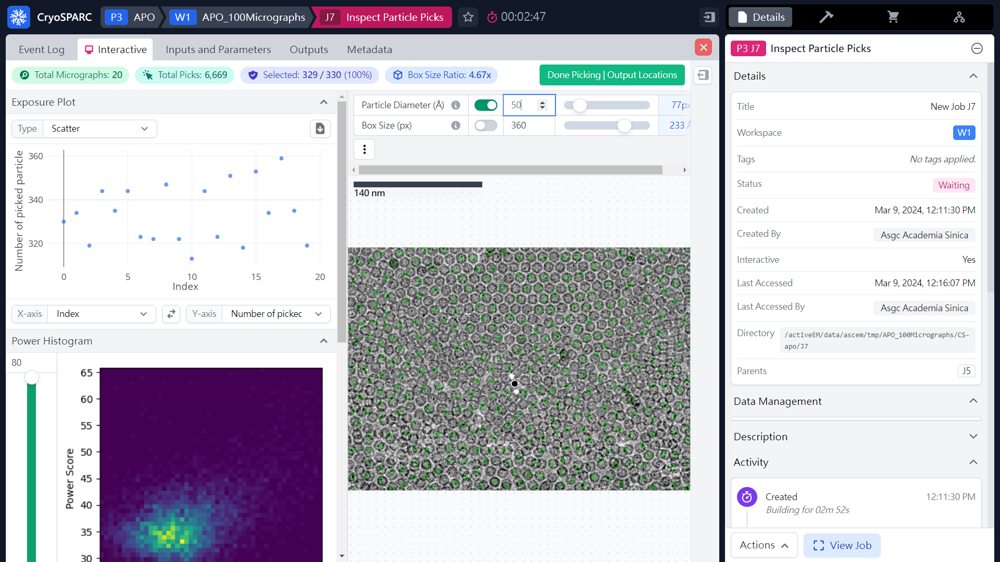 CryoSPARC P3 APO W1 APO_100Micrographs J7 Inspect Particle Picks 00:02:47 Details
Event Log Interactive Inputs and Parameters Outputs Metadata
Total Micrographs: 20 Total Picks: 6,669 Selected: 329 / 330 (100%) Box Size Ratio: 4.67x Done Picking | Output Locations
Exposure Plot
Type Scatter
Number of picked particle
360
340
320
0 5 10 15 20
Index
X-axis Index Y-axis Number of picked
Power Histogram
80
Power Score
65
60
55
50
45
40
35
30
Particle Diameter (Å) 50 77px
Box Size (px) 360 233 Å
140 nm
P3 J7 Inspect Particle Picks
Details
Title New Job J7
Workspace W1
Tags No tags applied.
Status Waiting
Created Mar 9, 2024, 12:11:30 PM
Created By Asgc Academia Sinica
Interactive Yes
Last Accessed Mar 9, 2024, 12:16:07 PM
Last Accessed By Asgc Academia Sinica
Directory /activeEM/data/ascem/tmp/APO_100Micrographs/CS-
apo/J7
Parents J5
Data Management
Description
Activity
Created 12:11:30 PM
Building for 02m 52s
Actions View Job